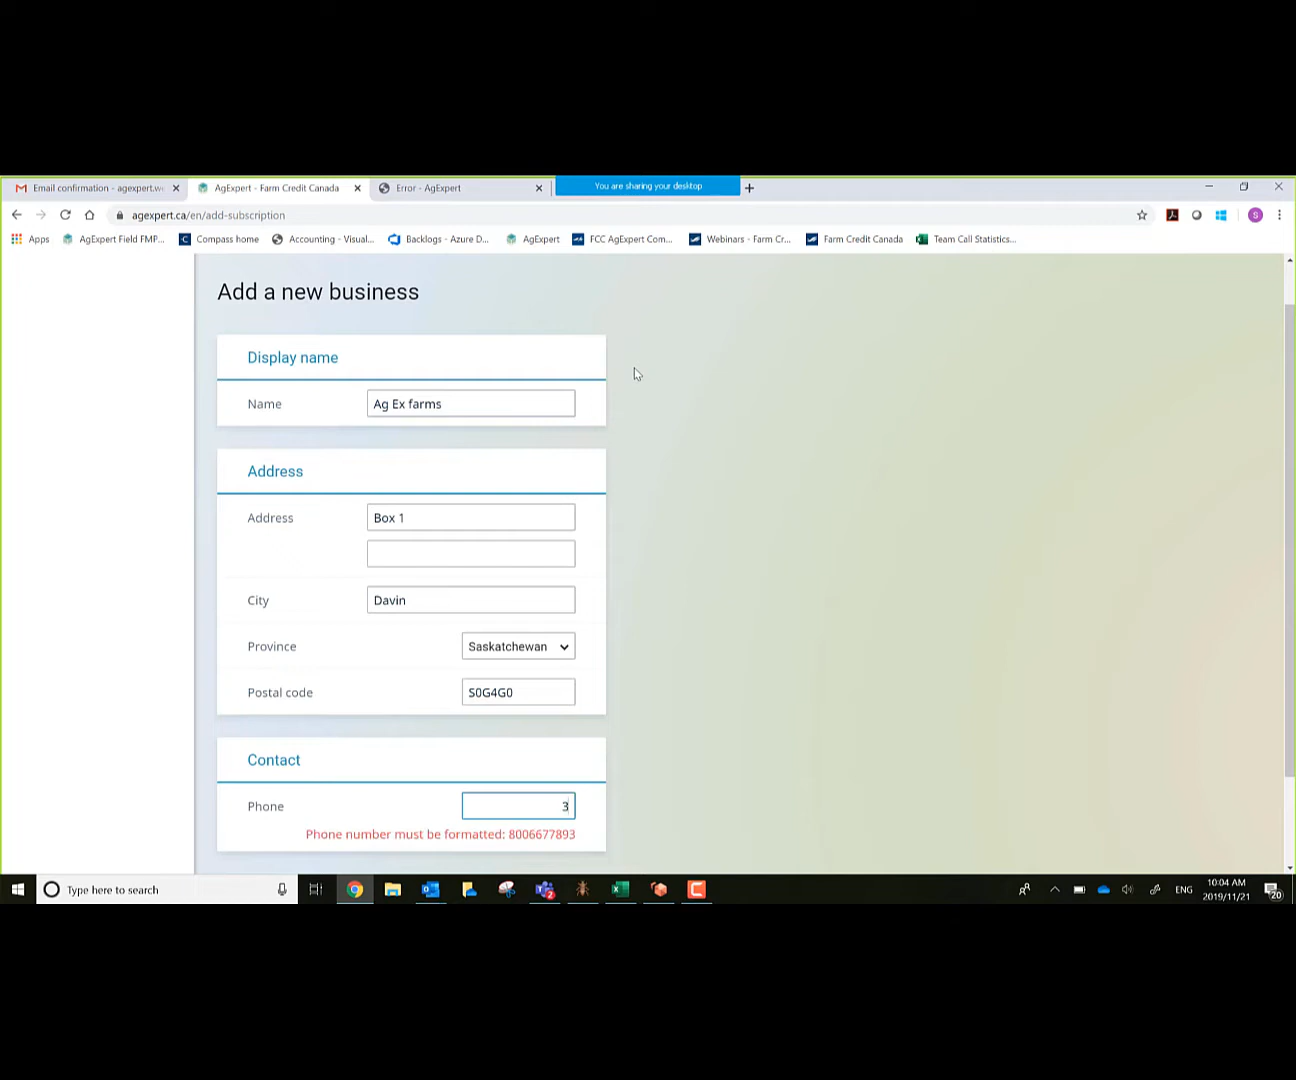 Email confirmation - agexpert.w
AgExpert - Farm Credit Canada
Error - AgExpert
You are sharing your desktop
agexpert.ca/en/add-subscription
S
Apps
AgExpert Field FMP...
Compass home
Accounting - Visual...
Backlogs - Azure D...
AgExpert
FCC AgExpert Com...
Webinars - Farm Cr...
Farm Credit Canada
Team Call Statistics...
Add a new business
Display name
Name
Ag Ex farms
Address
Address
Box 1
City
Davin
Province
Saskatchewan
Postal code
S0G4G0
Contact
Phone
3
Phone number must be formatted: 8006677893
Type here to search
2
ENG
10:04 AM
2019/11/21
20